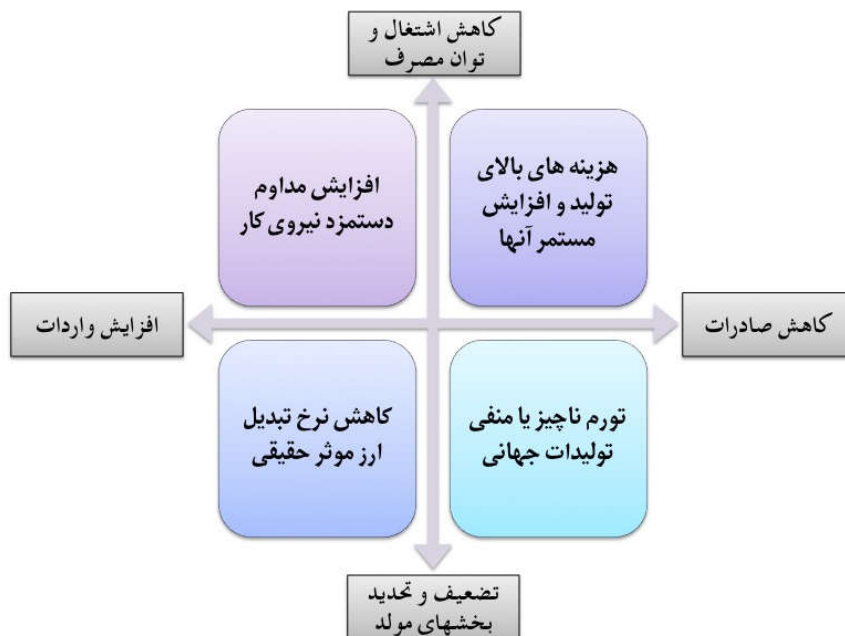 کاهش اشتغال و
توان مصرف
هزینه های بالای
تولید و افزایش
مستمر آنها
افزایش مداوم
دستمزد نیروی کار
کاهش صادرات
افزایش واردات
تورم ناچیز یا منفی
تولیدات جهانی
کاهش نرخ تبدیل
ارز موثر حقیقی
تضعیف و تحدید
بخشهای مولد